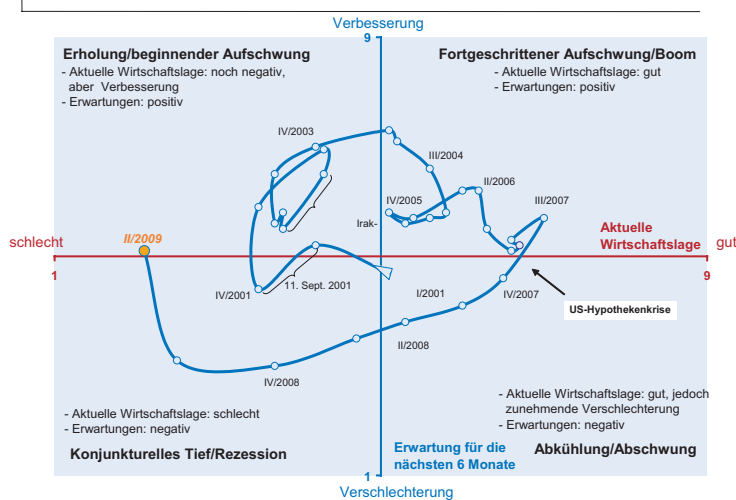 Verbesserung
9
Erholung/beginnender Aufschwung
- Aktuelle Wirtschaftslage: noch negativ,
aber Verbesserung
- Erwartungen: positiv
Fortgeschrittener Aufschwung/Boom
- Aktuelle Wirtschaftslage: gut
- Erwartungen: positiv
IV/2003
III/2004
II/2006
IV/2005
III/2007
Irak-
II/2009
schlecht
Aktuelle
Wirtschaftslage
gut
1
9
IV/2001
11. Sept. 2001
I/2001
IV/2007
US-Hypothekenkrise
II/2008
IV/2008
- Aktuelle Wirtschaftslage: schlecht
- Erwartungen: negativ
Konjunkturelles Tief/Rezession
- Aktuelle Wirtschaftslage: gut, jedoch
zunehmende Verschlechterung
- Erwartungen: negativ
Abkühlung/Abschwung
Erwartung für die
nächsten 6 Monate
1
Verschlechterung